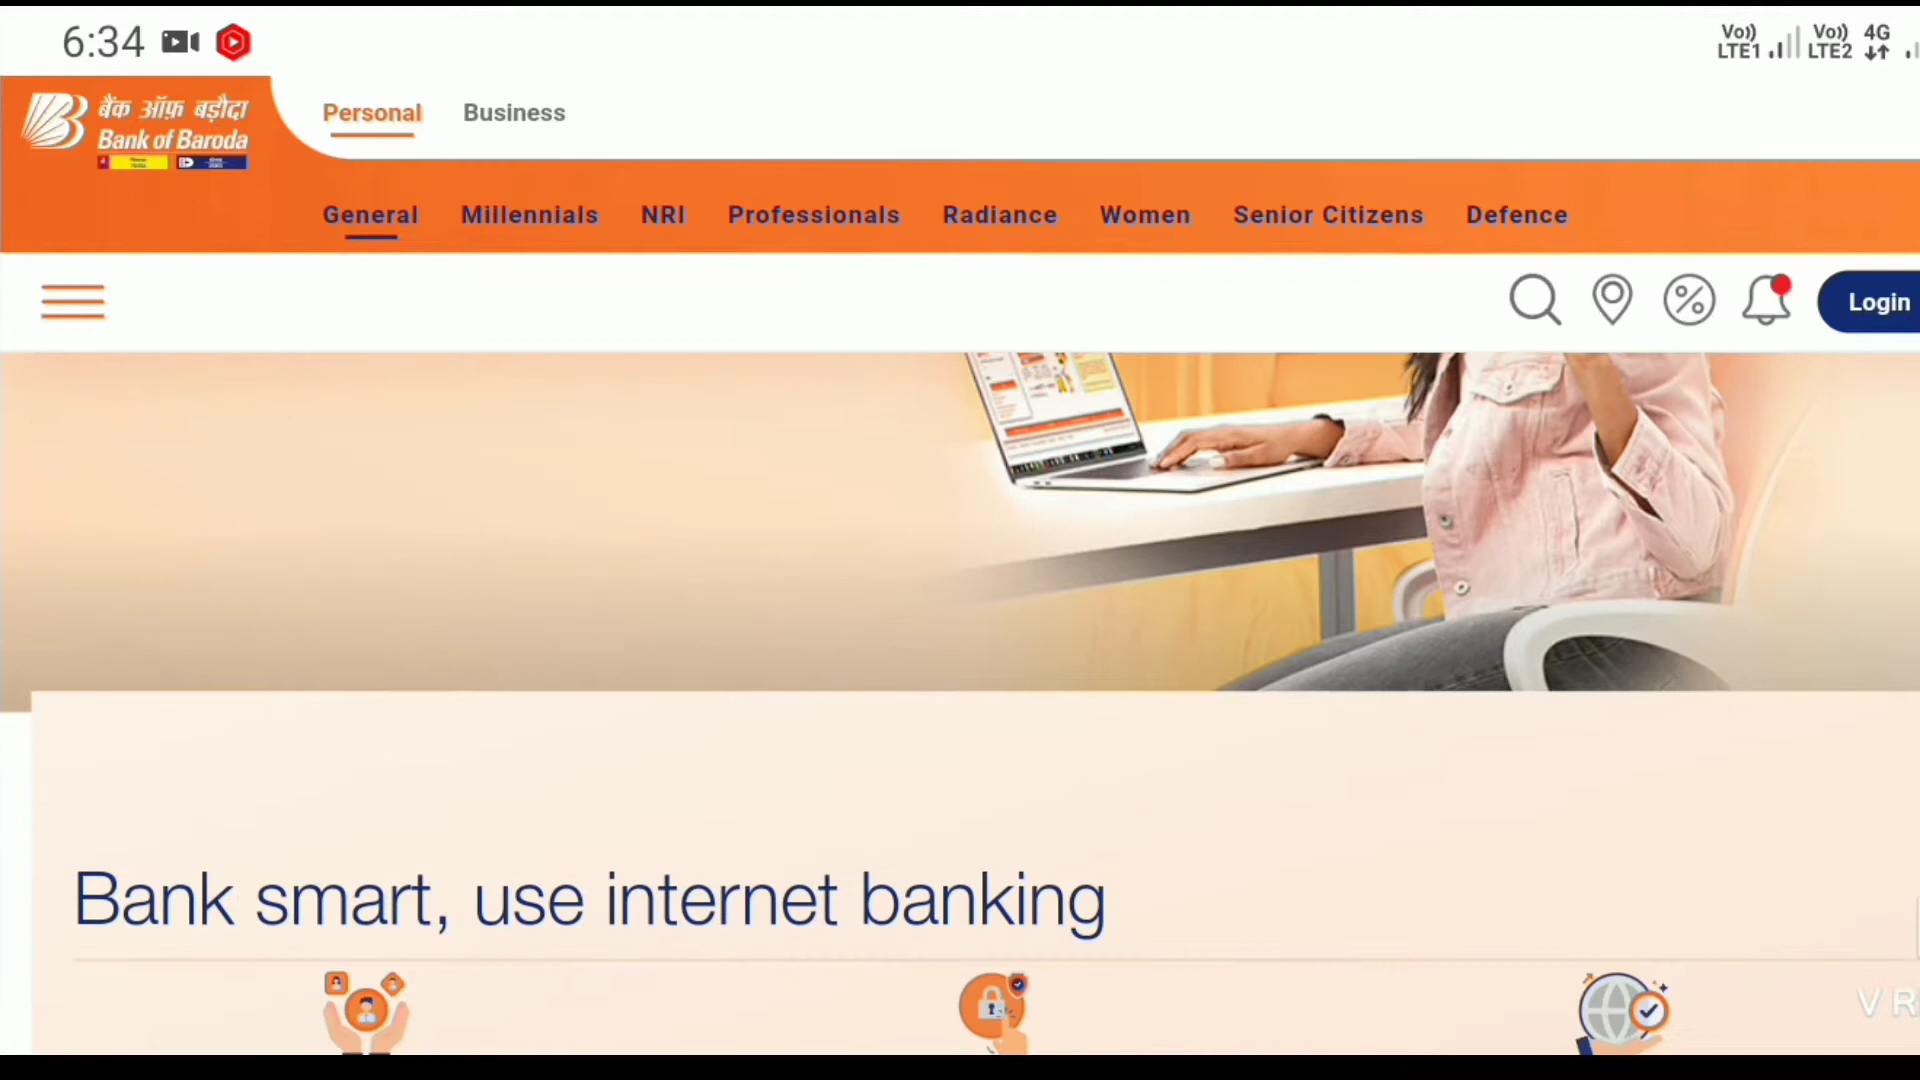 6:34
Vo)) LTE1 Vo)) LTE2 4G
बैंक ऑफ़ बड़ौदा
Bank of Baroda
Personal Business
General Millennials NRI Professionals Radiance Women Senior Citizens Defence
Login
Bank smart, use internet banking
VR